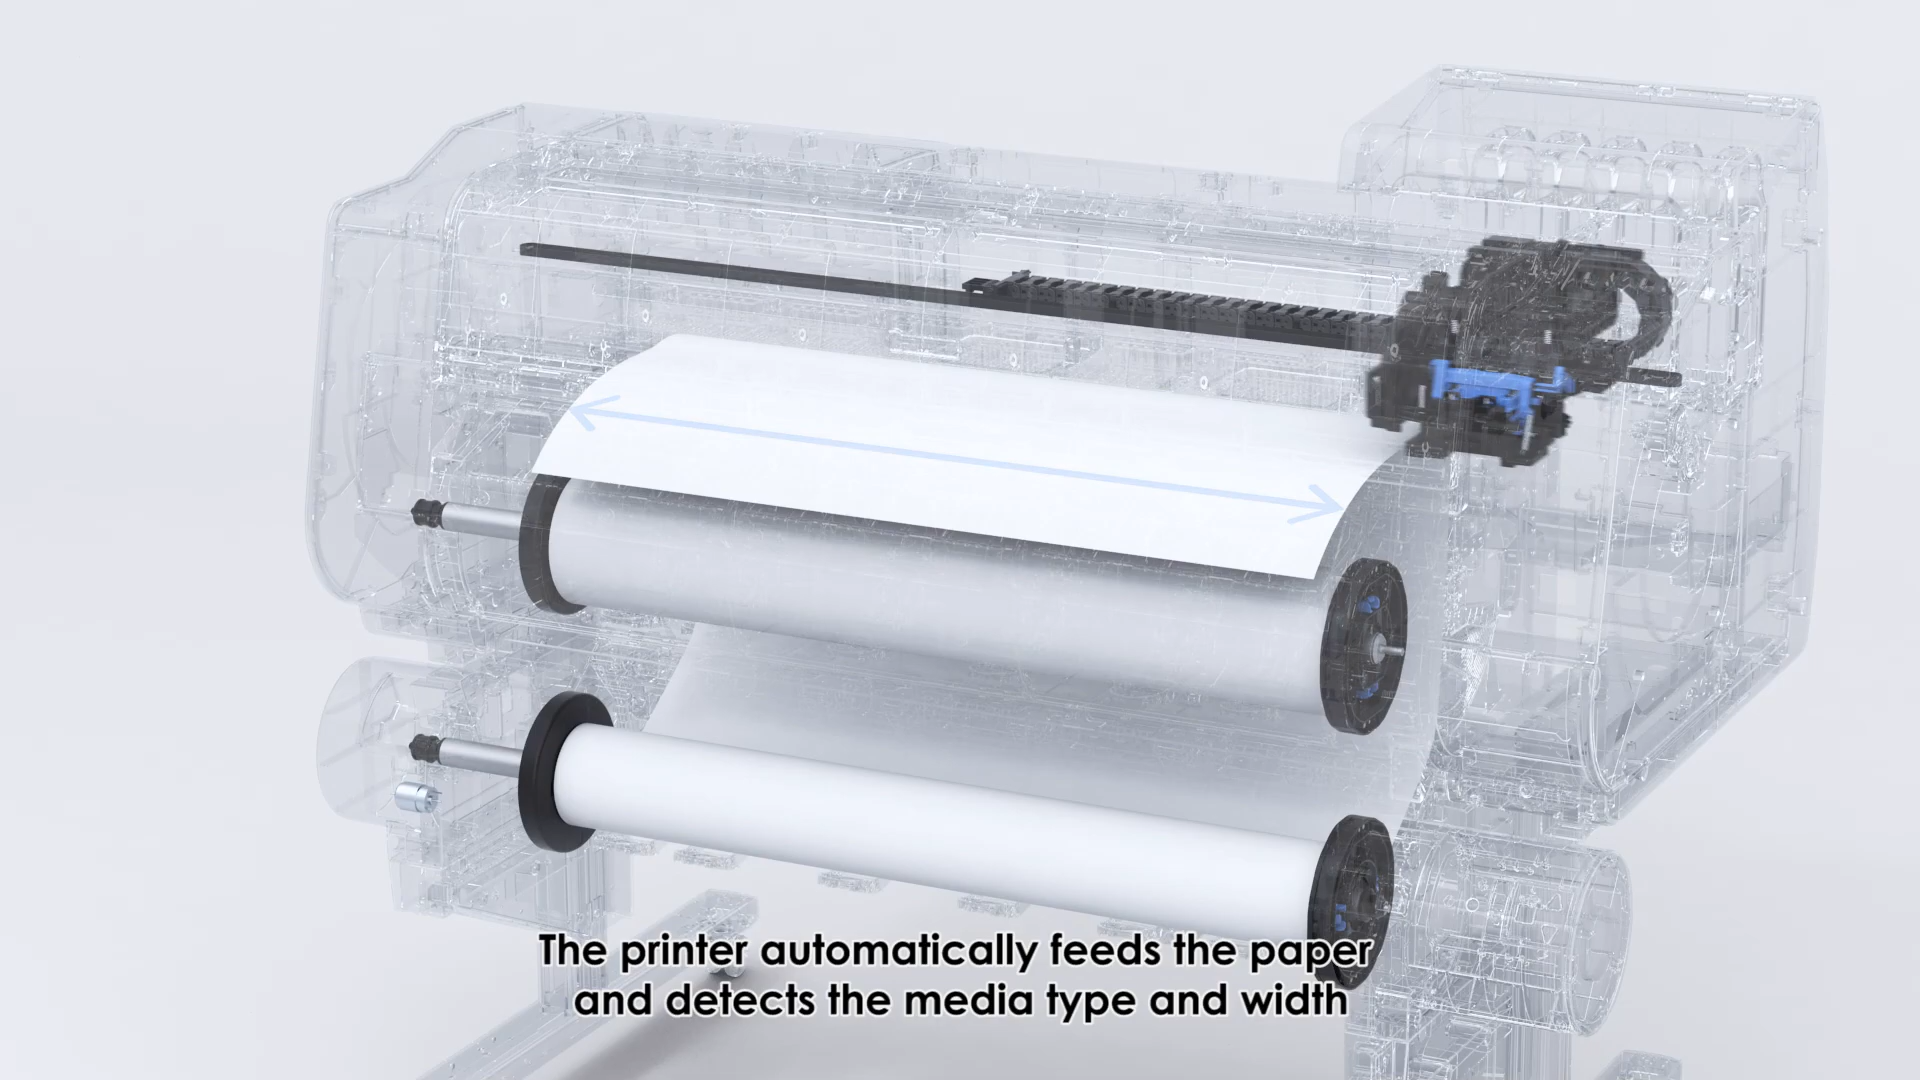 The printer automatically feeds the paper
and detects the media type and width